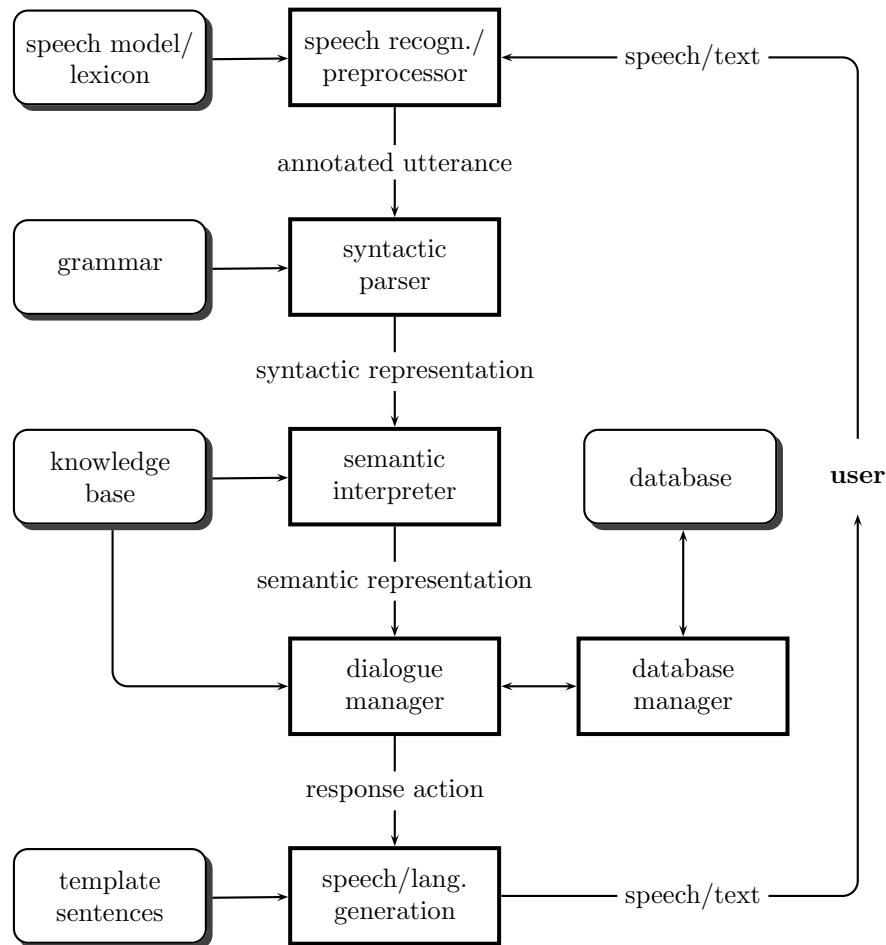 speech model/
lexicon
speech recogn./
preprocessor
speech/text
annotated utterance
grammar
syntactic
parser
syntactic representation
knowledge
base
semantic
interpreter
database
user
semantic representation
dialogue
manager
database
manager
response action
template
sentences
speech/lang.
generation
speech/text